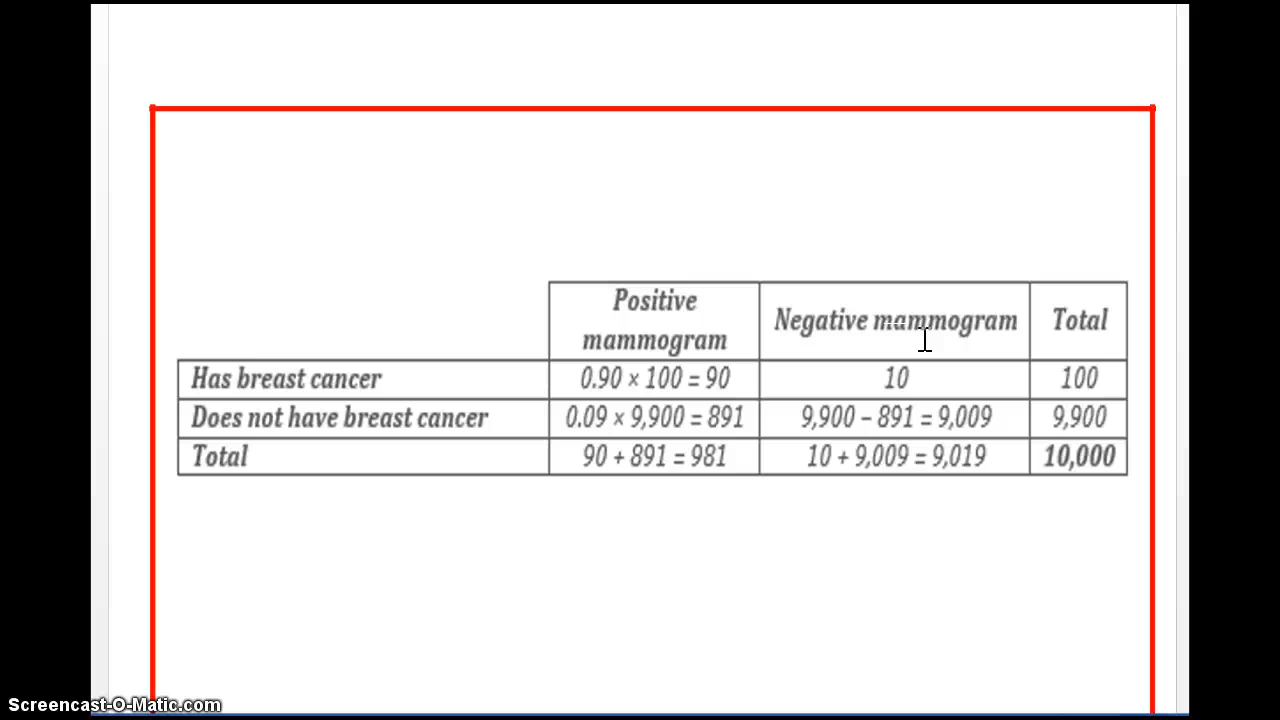 Positive
mammogram
Negative mammogram
Total
Has breast cancer
0.90 × 100 = 90
10
100
Does not have breast cancer
0.09 × 9,900 = 891
9,900 – 891 = 9,009
9,900
Total
90 + 891 = 981
10 + 9,009 = 9,019
10,000
Screencast-O-Matic.com